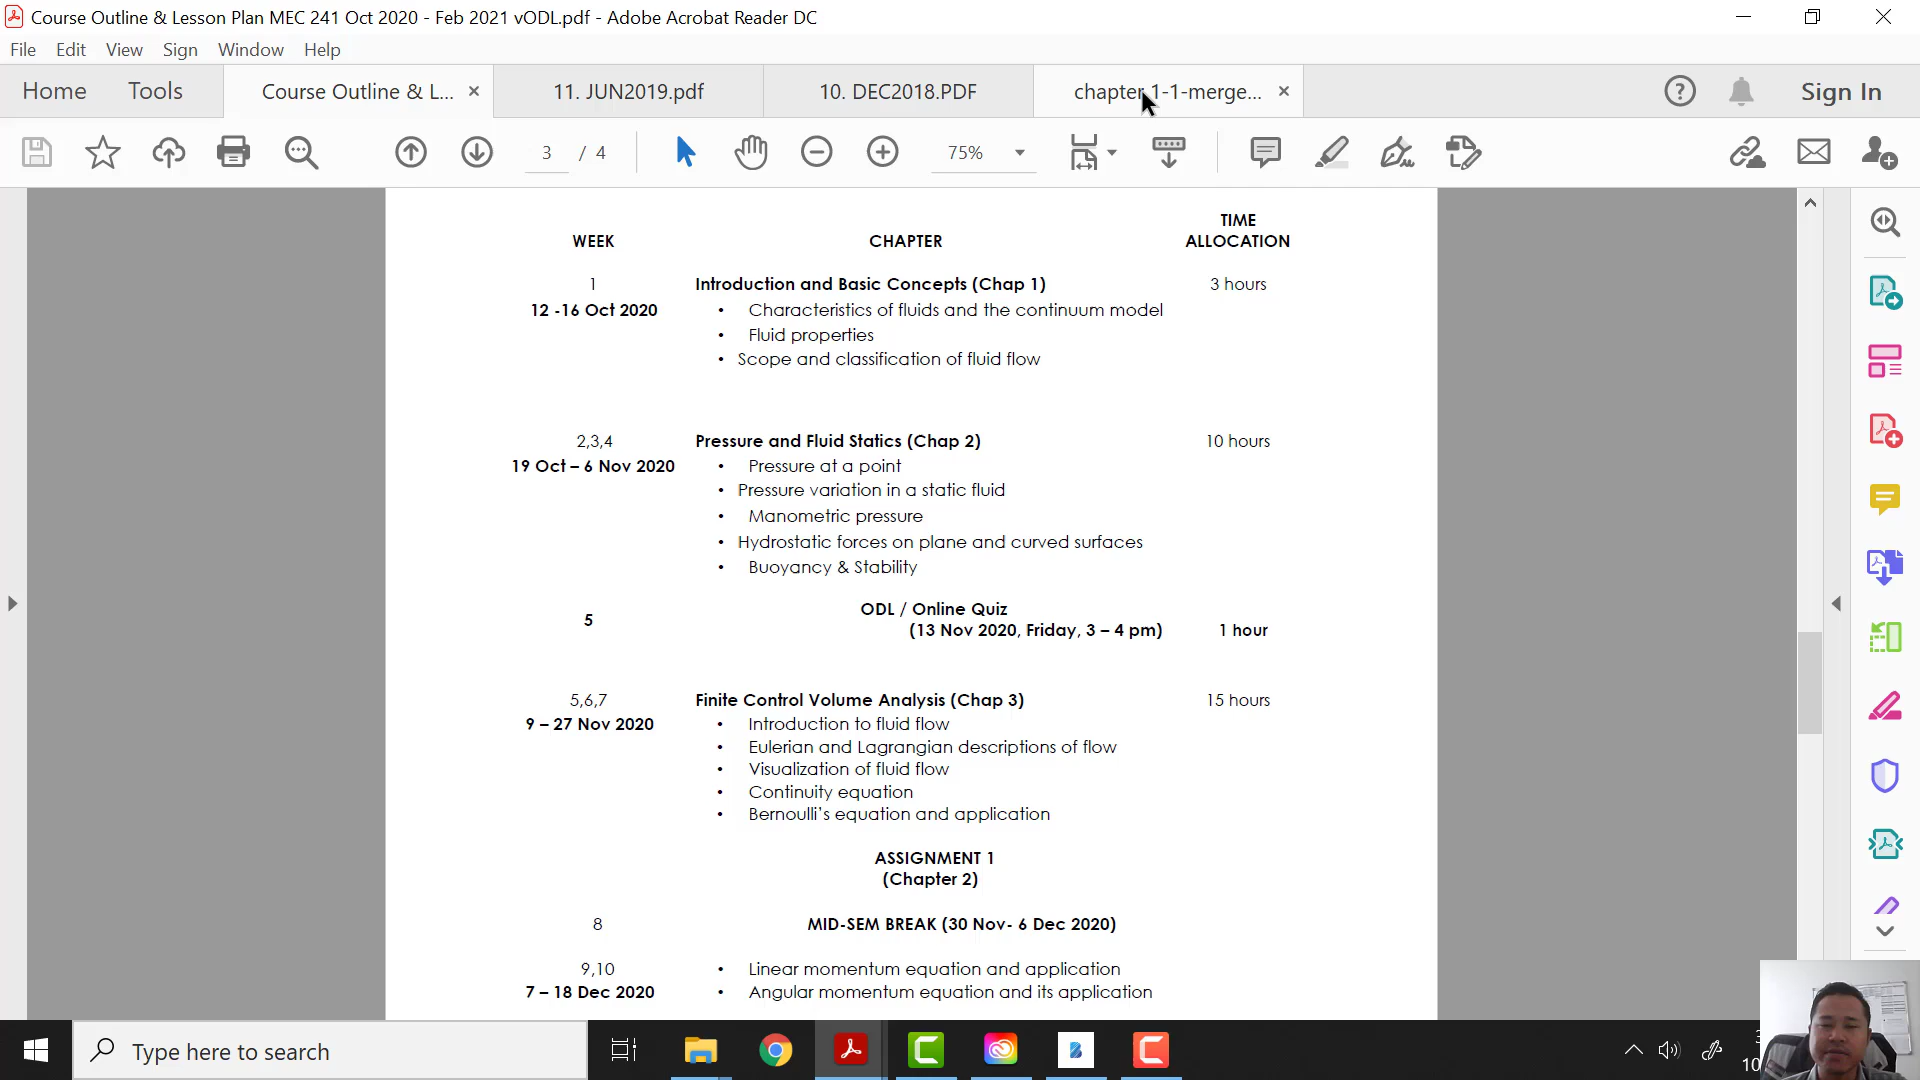 Course Outline & Lesson Plan MEC 241 Oct 2020 - Feb 2021 vODL.pdf - Adobe Acrobat Reader DC
File Edit View Sign Window Help
Home Tools Course Outline & L... × 11. JUN2019.pdf 10. DEC2018.PDF chapter 1-1-merge... × Sign In
3 / 4 75%
WEEK CHAPTER TIME ALLOCATION
1 Introduction and Basic Concepts (Chap 1) 3 hours
12 -16 Oct 2020 • Characteristics of fluids and the continuum model
• Fluid properties
• Scope and classification of fluid flow
2,3,4 Pressure and Fluid Statics (Chap 2) 10 hours
19 Oct – 6 Nov 2020 • Pressure at a point
• Pressure variation in a static fluid
• Manometric pressure
• Hydrostatic forces on plane and curved surfaces
• Buoyancy & Stability
5 ODL / Online Quiz
(13 Nov 2020, Friday, 3 – 4 pm) 1 hour
5,6,7 Finite Control Volume Analysis (Chap 3) 15 hours
9 – 27 Nov 2020 • Introduction to fluid flow
• Eulerian and Lagrangian descriptions of flow
• Visualization of fluid flow
• Continuity equation
• Bernoulli's equation and application
ASSIGNMENT 1
(Chapter 2)
8 MID-SEM BREAK (30 Nov- 6 Dec 2020)
9,10 • Linear momentum equation and application
7 – 18 Dec 2020 • Angular momentum equation and its application
Type here to search